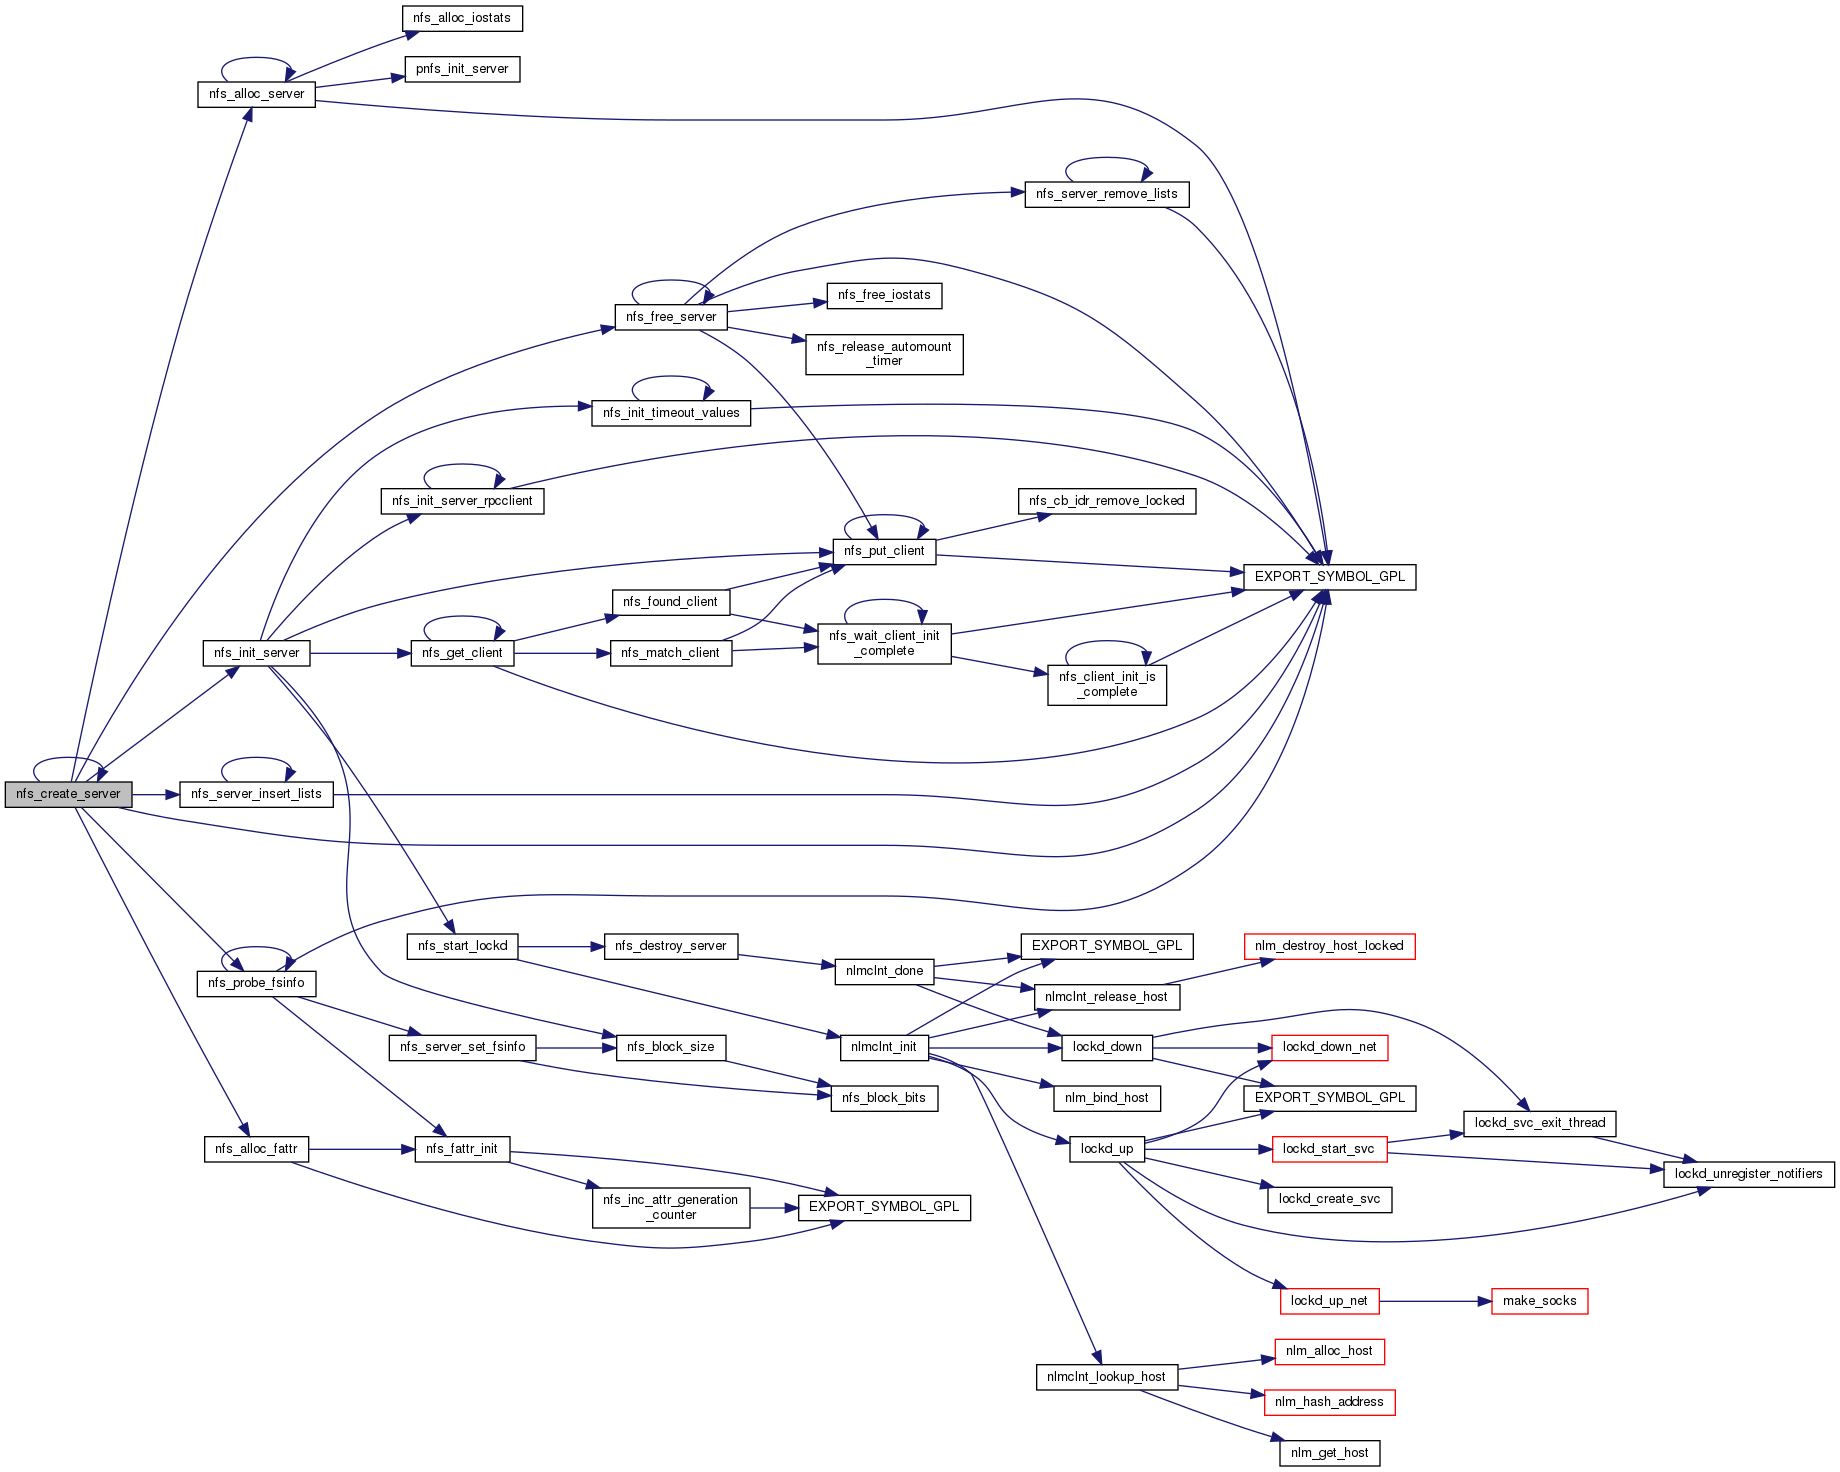 nfs_alloc_iostats
pnfs_init_server
nfs_alloc_server
nfs_server_remove_lists
nfs_free_iostats
nfs_free_server
nfs_release_automount
_timer
nfs_init_timeout_values
nfs_init_server_rpcclient
nfs_cb_idr_remove_locked
nfs_put_client
EXPORT_SYMBOL_GPL
nfs_found_client
nfs_wait_client_init
_complete
nfs_init_server
nfs_get_client
nfs_match_client
nfs_client_init_is
_complete
nfs_create_server
nfs_server_insert_lists
nfs_start_lockd
nfs_destroy_server
EXPORT_SYMBOL_GPL
nlm_destroy_host_locked
nlmclnt_done
nfs_probe_fsinfo
nlmclnt_release_host
nfs_server_set_fsinfo
nfs_block_size
nlmclnt_init
lockd_down
lockd_down_net
nfs_block_bits
nlm_bind_host
EXPORT_SYMBOL_GPL
lockd_svc_exit_thread
nfs_alloc_fattr
nfs_fattr_init
lockd_up
lockd_start_svc
lockd_unregister_notifiers
nfs_inc_attr_generation
_counter
EXPORT_SYMBOL_GPL
lockd_create_svc
lockd_up_net
make_socks
nlm_alloc_host
nlmclnt_lookup_host
nlm_hash_address
nlm_get_host